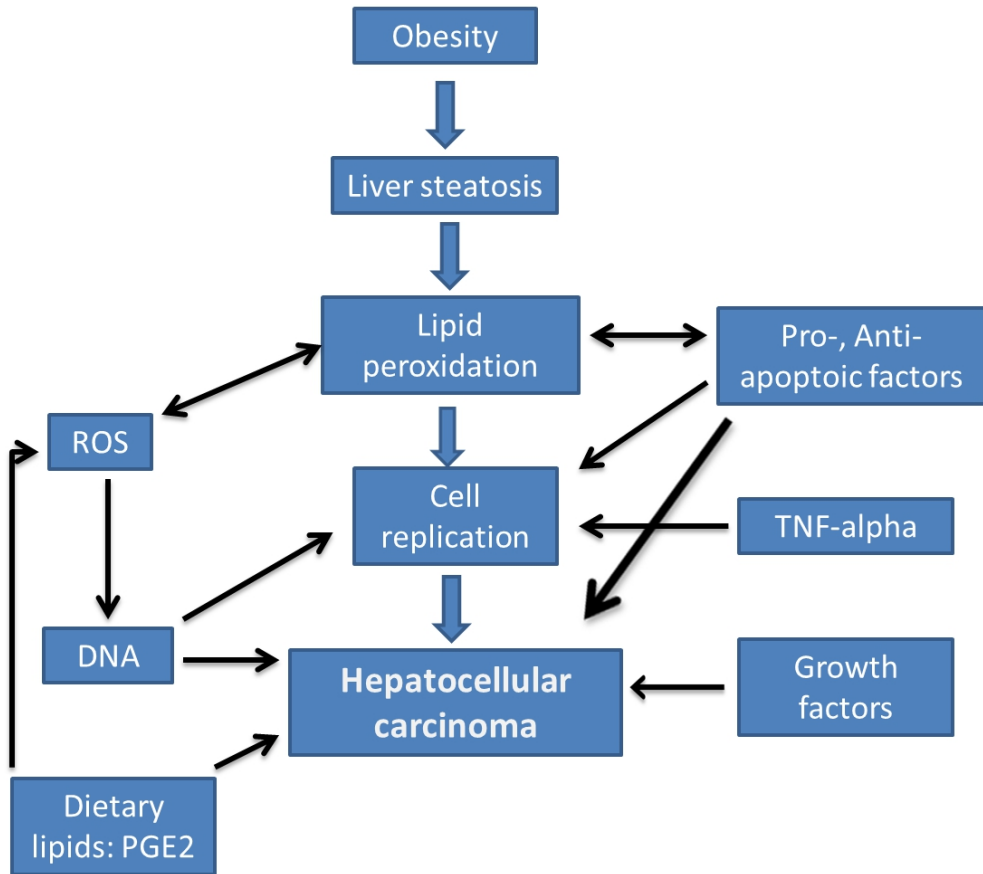 Obesity
Liver steatosis
Lipid
peroxidation
Pro-, Anti-
apoptoic factors
ROS
Cell
replication
TNF-alpha
DNA
Hepatocellular
carcinoma
Growth
factors
Dietary
lipids: PGE2